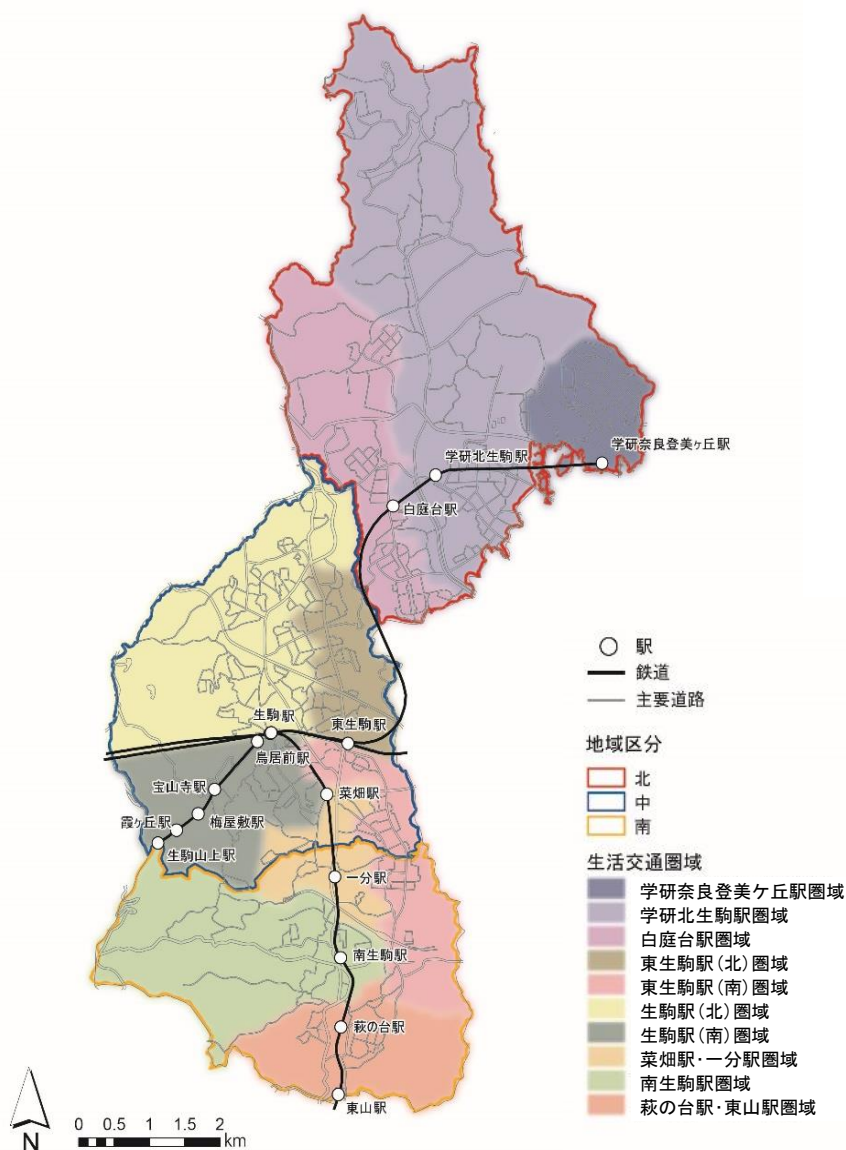 学研奈良登美ヶ丘駅
学研北生駒駅
白庭台駅
生駒駅
東生駒駅
鳥居前駅
宝山寺駅
菜畑駅
霞ヶ丘駅
梅屋敷駅
生駒山上駅
一分駅
南生駒駅
萩の台駅
東山駅
駅
鉄道
主要道路
地域区分
北
中
南
生活交通圏域
学研奈良登美ケ丘駅圏域
学研北生駒駅圏域
白庭台駅圏域
東生駒駅(北)圏域
東生駒駅(南)圏域
生駒駅(北)圏域
生駒駅(南)圏域
菜畑駅・一分駅圏域
南生駒駅圏域
萩の台駅・東山駅圏域
N
0 0.5 1 1.5 2
km